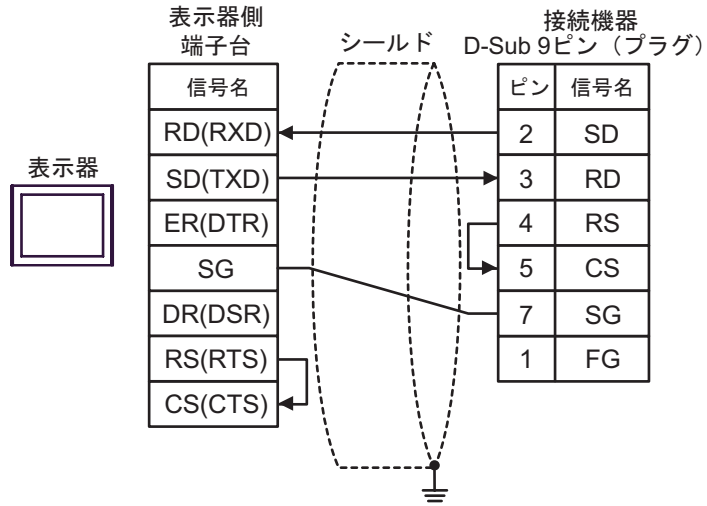 表示器側
端子台
シールド
接続機器
D-Sub 9ピン（プラグ）
表示器
信号名
RD(RXD)
SD(TXD)
ER(DTR)
SG
DR(DSR)
RS(RTS)
CS(CTS)
ピン 信号名
2 SD
3 RD
4 RS
5 CS
7 SG
1 FG